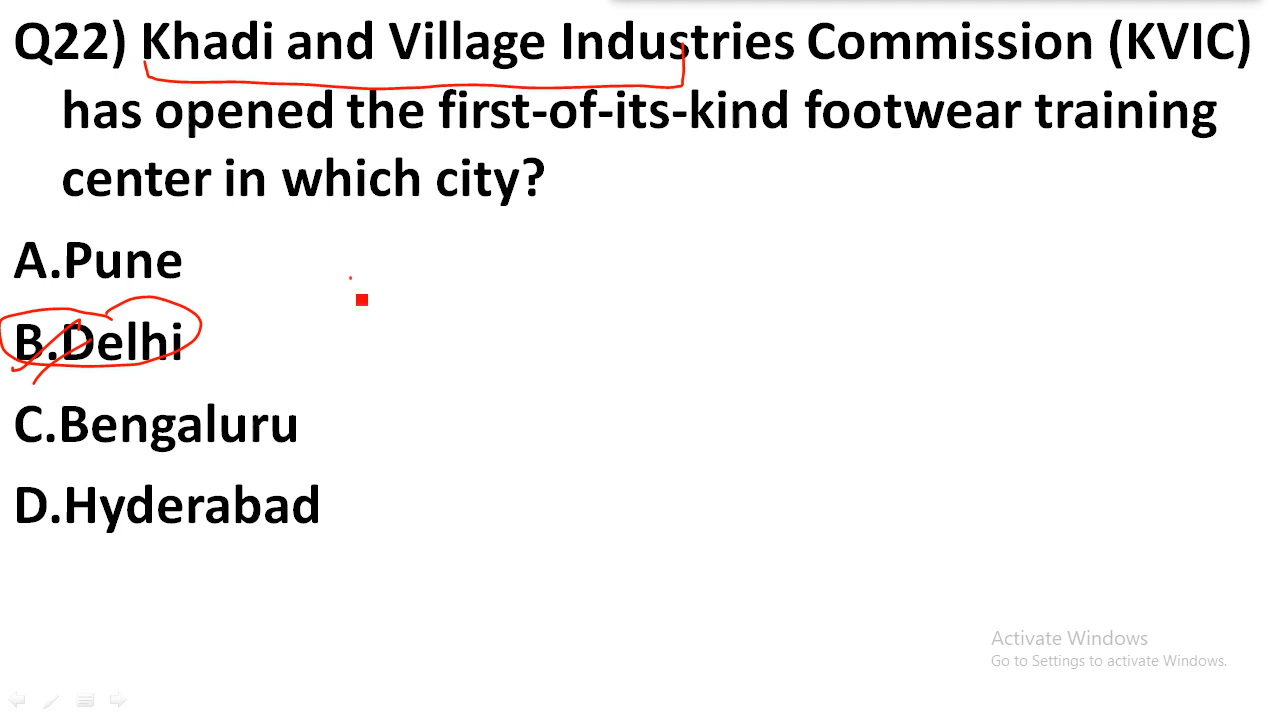 Q22) Khadi and Village Industries Commission (KVIC)
has opened the first-of-its-kind footwear training
center in which city?
A.Pune
B.Delhi
C.Bengaluru
D.Hyderabad
Activate Windows
Go to Settings to activate Windows.